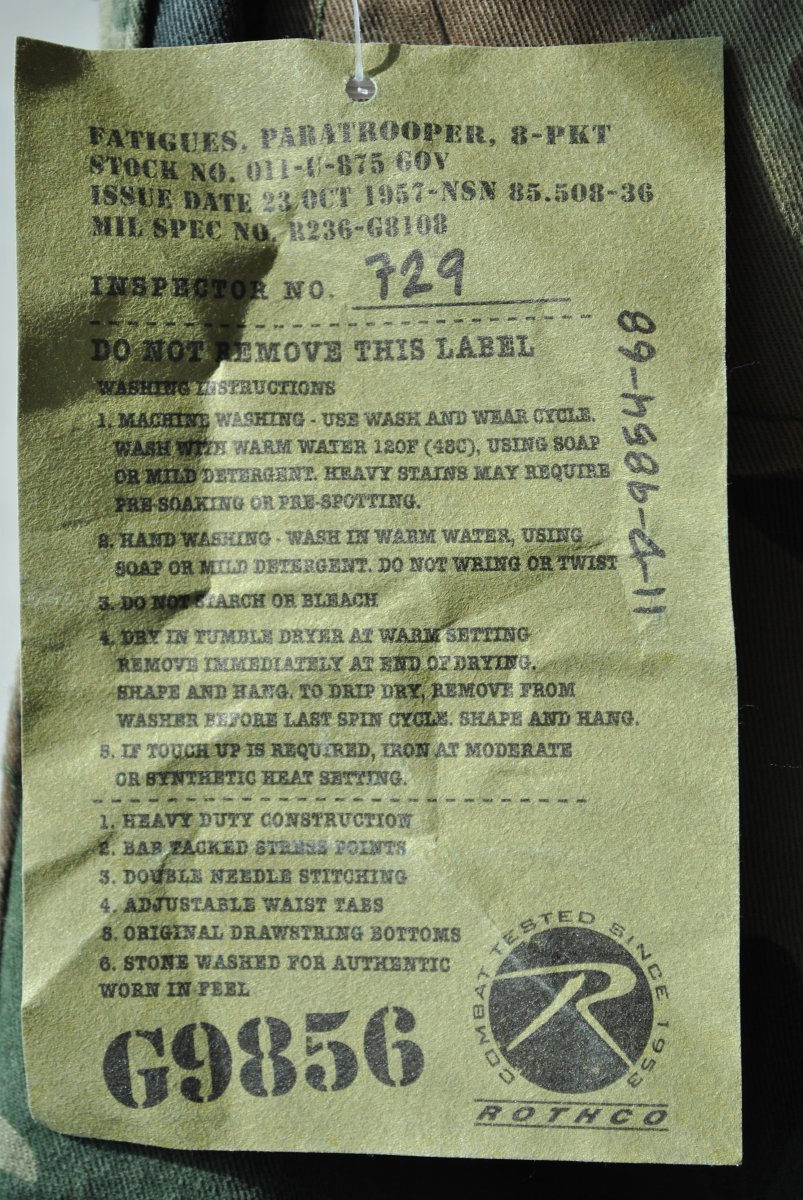 FATIGUES, PARATROOPER, 8-PKT
STOCK NO. 011-U-875 GOV
ISSUE DATE 23 OCT 1957-NSN 85.508-36
MIL SPEC NO. R236-G8108
INSPECTOR NO. 729
DO NOT REMOVE THIS LABEL
WASHING INSTRUCTIONS
1. MACHINE WASHING - USE WASH AND WEAR CYCLE.
WASH WITH WARM WATER 120F (48C), USING SOAP
OR MILD DETERGENT. HEAVY STAINS MAY REQUIRE
PRE-SOAKING OR PRE-SPOTTING.
2. HAND WASHING - WASH IN WARM WATER, USING
SOAP OR MILD DETERGENT. DO NOT WRING OR TWIST
3. DO NOT STARCH OR BLEACH
4. DRY IN TUMBLE DRYER AT WARM SETTING
REMOVE IMMEDIATELY AT END OF DRYING.
SHAPE AND HANG. TO DRIP DRY, REMOVE FROM
WASHER BEFORE LAST SPIN CYCLE. SHAPE AND HANG.
5. IF TOUCH UP IS REQUIRED, IRON AT MODERATE
OR SYNTHETIC HEAT SETTING.
1. HEAVY DUTY CONSTRUCTION
2. BAR TACKED STRESS POINTS
3. DOUBLE NEEDLE STITCHING
4. ADJUSTABLE WAIST TABS
5. ORIGINAL DRAWSTRING BOTTOMS
6. STONE WASHED FOR AUTHENTIC
WORN IN FEEL
G9856
COMBAT TESTED SINCE 1953
R
ROTHCO